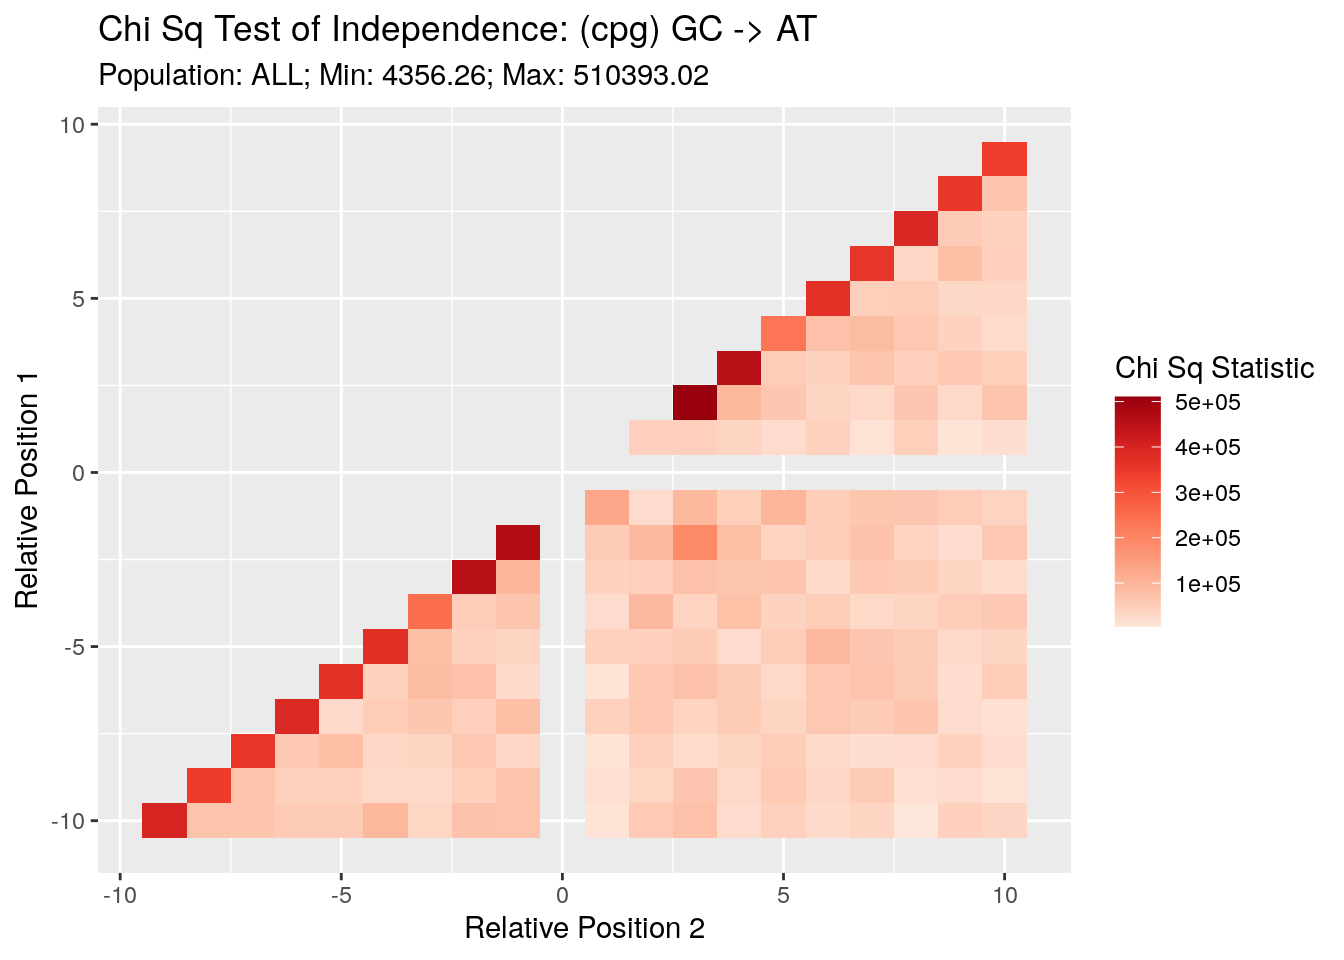 Chi Sq Test of Independence: (cpg) GC -> AT
Population: ALL; Min: 4356.26; Max: 510393.02
10
5
0
-5
-10
Relative Position 1
-10
-5
0
5
10
Relative Position 2
Chi Sq Statistic
5e+05
4e+05
3e+05
2e+05
1e+05